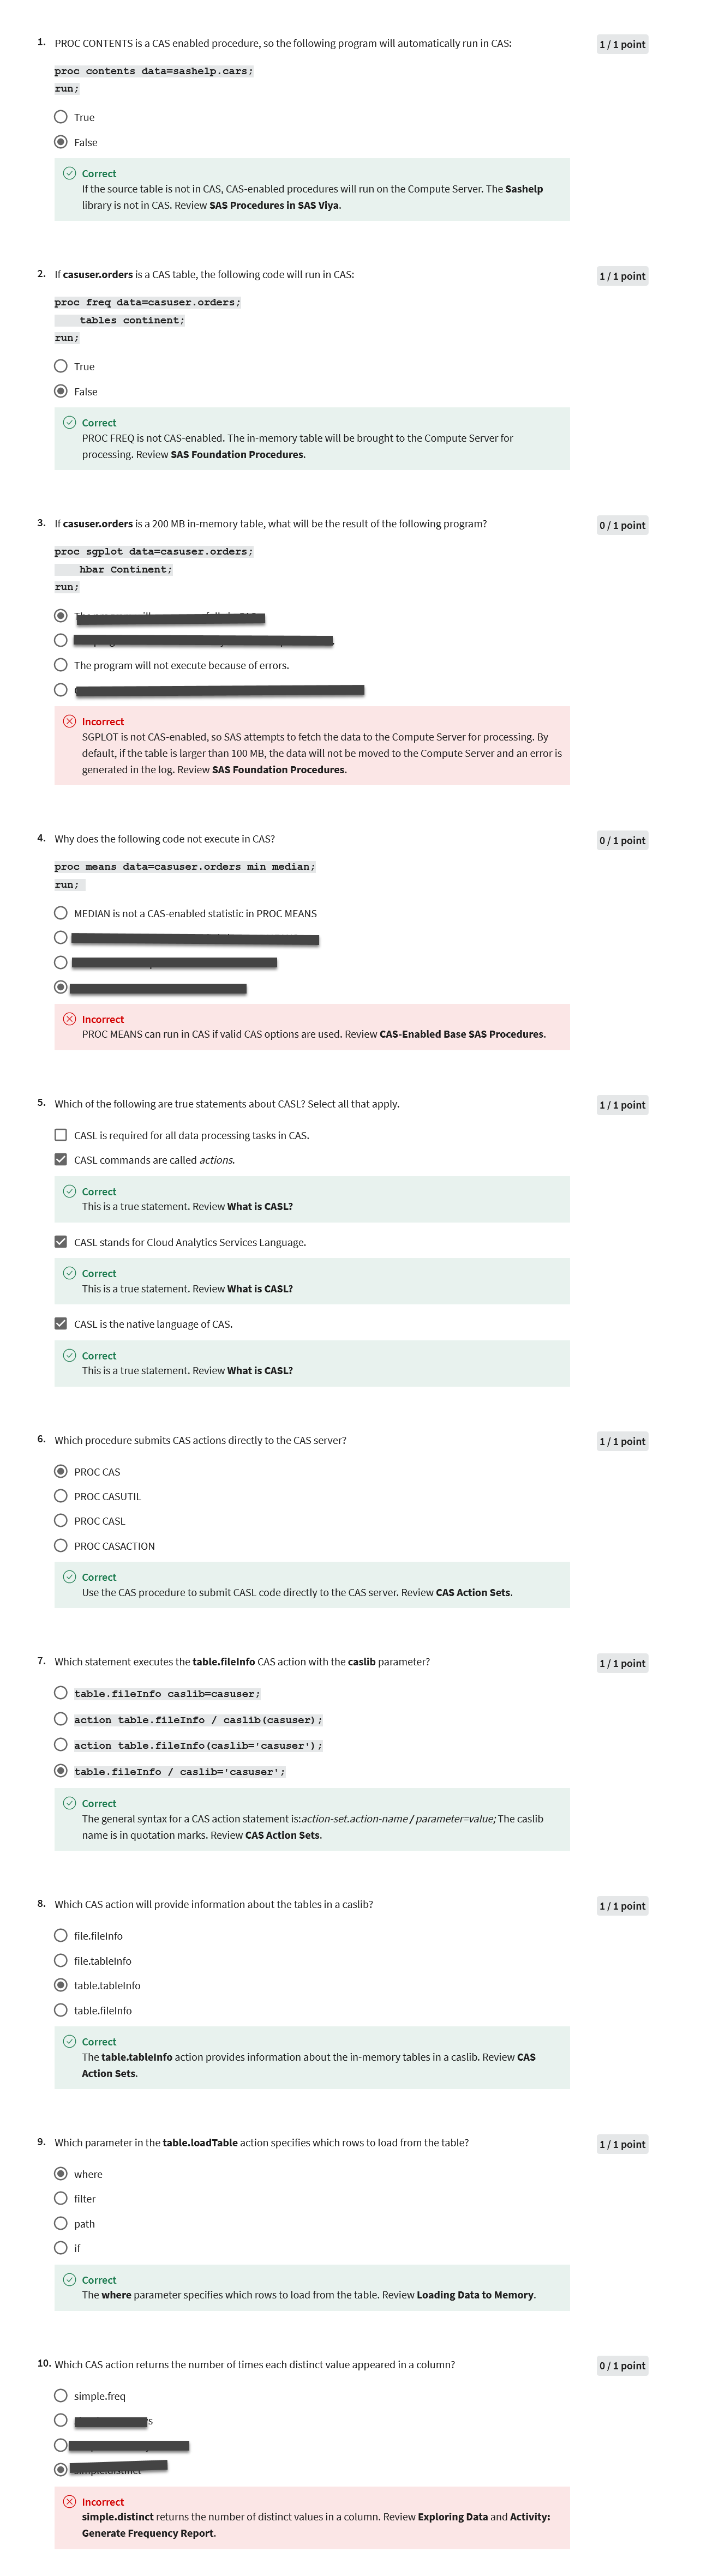 1. PROC CONTENTS is a CAS enabled procedure, so the following program will automatically run in CAS:
1 / 1 point
proc contents data=sashelp.cars;
run;
True
False
Correct
If the source table is not in CAS, CAS-enabled procedures will run on the Compute Server. The Sashelp
library is not in CAS. Review SAS Procedures in SAS Viya.
2. If casuser.orders is a CAS table, the following code will run in CAS:
1 / 1 point
proc freq data=casuser.orders;
tables continent;
run;
True
False
Correct
PROC FREQ is not CAS-enabled. The in-memory table will be brought to the Compute Server for
processing. Review SAS Foundation Procedures.
3. If casuser.orders is a 200 MB in-memory table, what will be the result of the following program?
0 / 1 point
proc sgplot data=casuser.orders;
hbar Continent;
run;
The program will not execute because of errors.
Incorrect
SGPLOT is not CAS-enabled, so SAS attempts to fetch the data to the Compute Server for processing. By
default, if the table is larger than 100 MB, the data will not be moved to the Compute Server and an error is
generated in the log. Review SAS Foundation Procedures.
4. Why does the following code not execute in CAS?
0 / 1 point
proc means data=casuser.orders min median;
run;
MEDIAN is not a CAS-enabled statistic in PROC MEANS
Incorrect
PROC MEANS can run in CAS if valid CAS options are used. Review CAS-Enabled Base SAS Procedures.
5. Which of the following are true statements about CASL? Select all that apply.
1 / 1 point
CASL is required for all data processing tasks in CAS.
CASL commands are called actions.
Correct
This is a true statement. Review What is CASL?
CASL stands for Cloud Analytics Services Language.
Correct
This is a true statement. Review What is CASL?
CASL is the native language of CAS.
Correct
This is a true statement. Review What is CASL?
6. Which procedure submits CAS actions directly to the CAS server?
1 / 1 point
PROC CAS
PROC CASUTIL
PROC CASL
PROC CASACTION
Correct
Use the CAS procedure to submit CASL code directly to the CAS server. Review CAS Action Sets.
7. Which statement executes the table.fileInfo CAS action with the caslib parameter?
1 / 1 point
table.fileInfo caslib=casuser;
action table.fileInfo / caslib(casuser);
action table.fileInfo(caslib='casuser');
table.fileInfo / caslib='casuser';
Correct
The general syntax for a CAS action statement is:action-set.action-name / parameter=value; The caslib
name is in quotation marks. Review CAS Action Sets.
8. Which CAS action will provide information about the tables in a caslib?
1 / 1 point
file.fileInfo
file.tableInfo
table.tableInfo
table.fileInfo
Correct
The table.tableInfo action provides information about the in-memory tables in a caslib. Review CAS
Action Sets.
9. Which parameter in the table.loadTable action specifies which rows to load from the table?
1 / 1 point
where
filter
path
if
Correct
The where parameter specifies which rows to load from the table. Review Loading Data to Memory.
10. Which CAS action returns the number of times each distinct value appeared in a column?
0 / 1 point
simple.freq
Incorrect
simple.distinct returns the number of distinct values in a column. Review Exploring Data and Activity:
Generate Frequency Report.